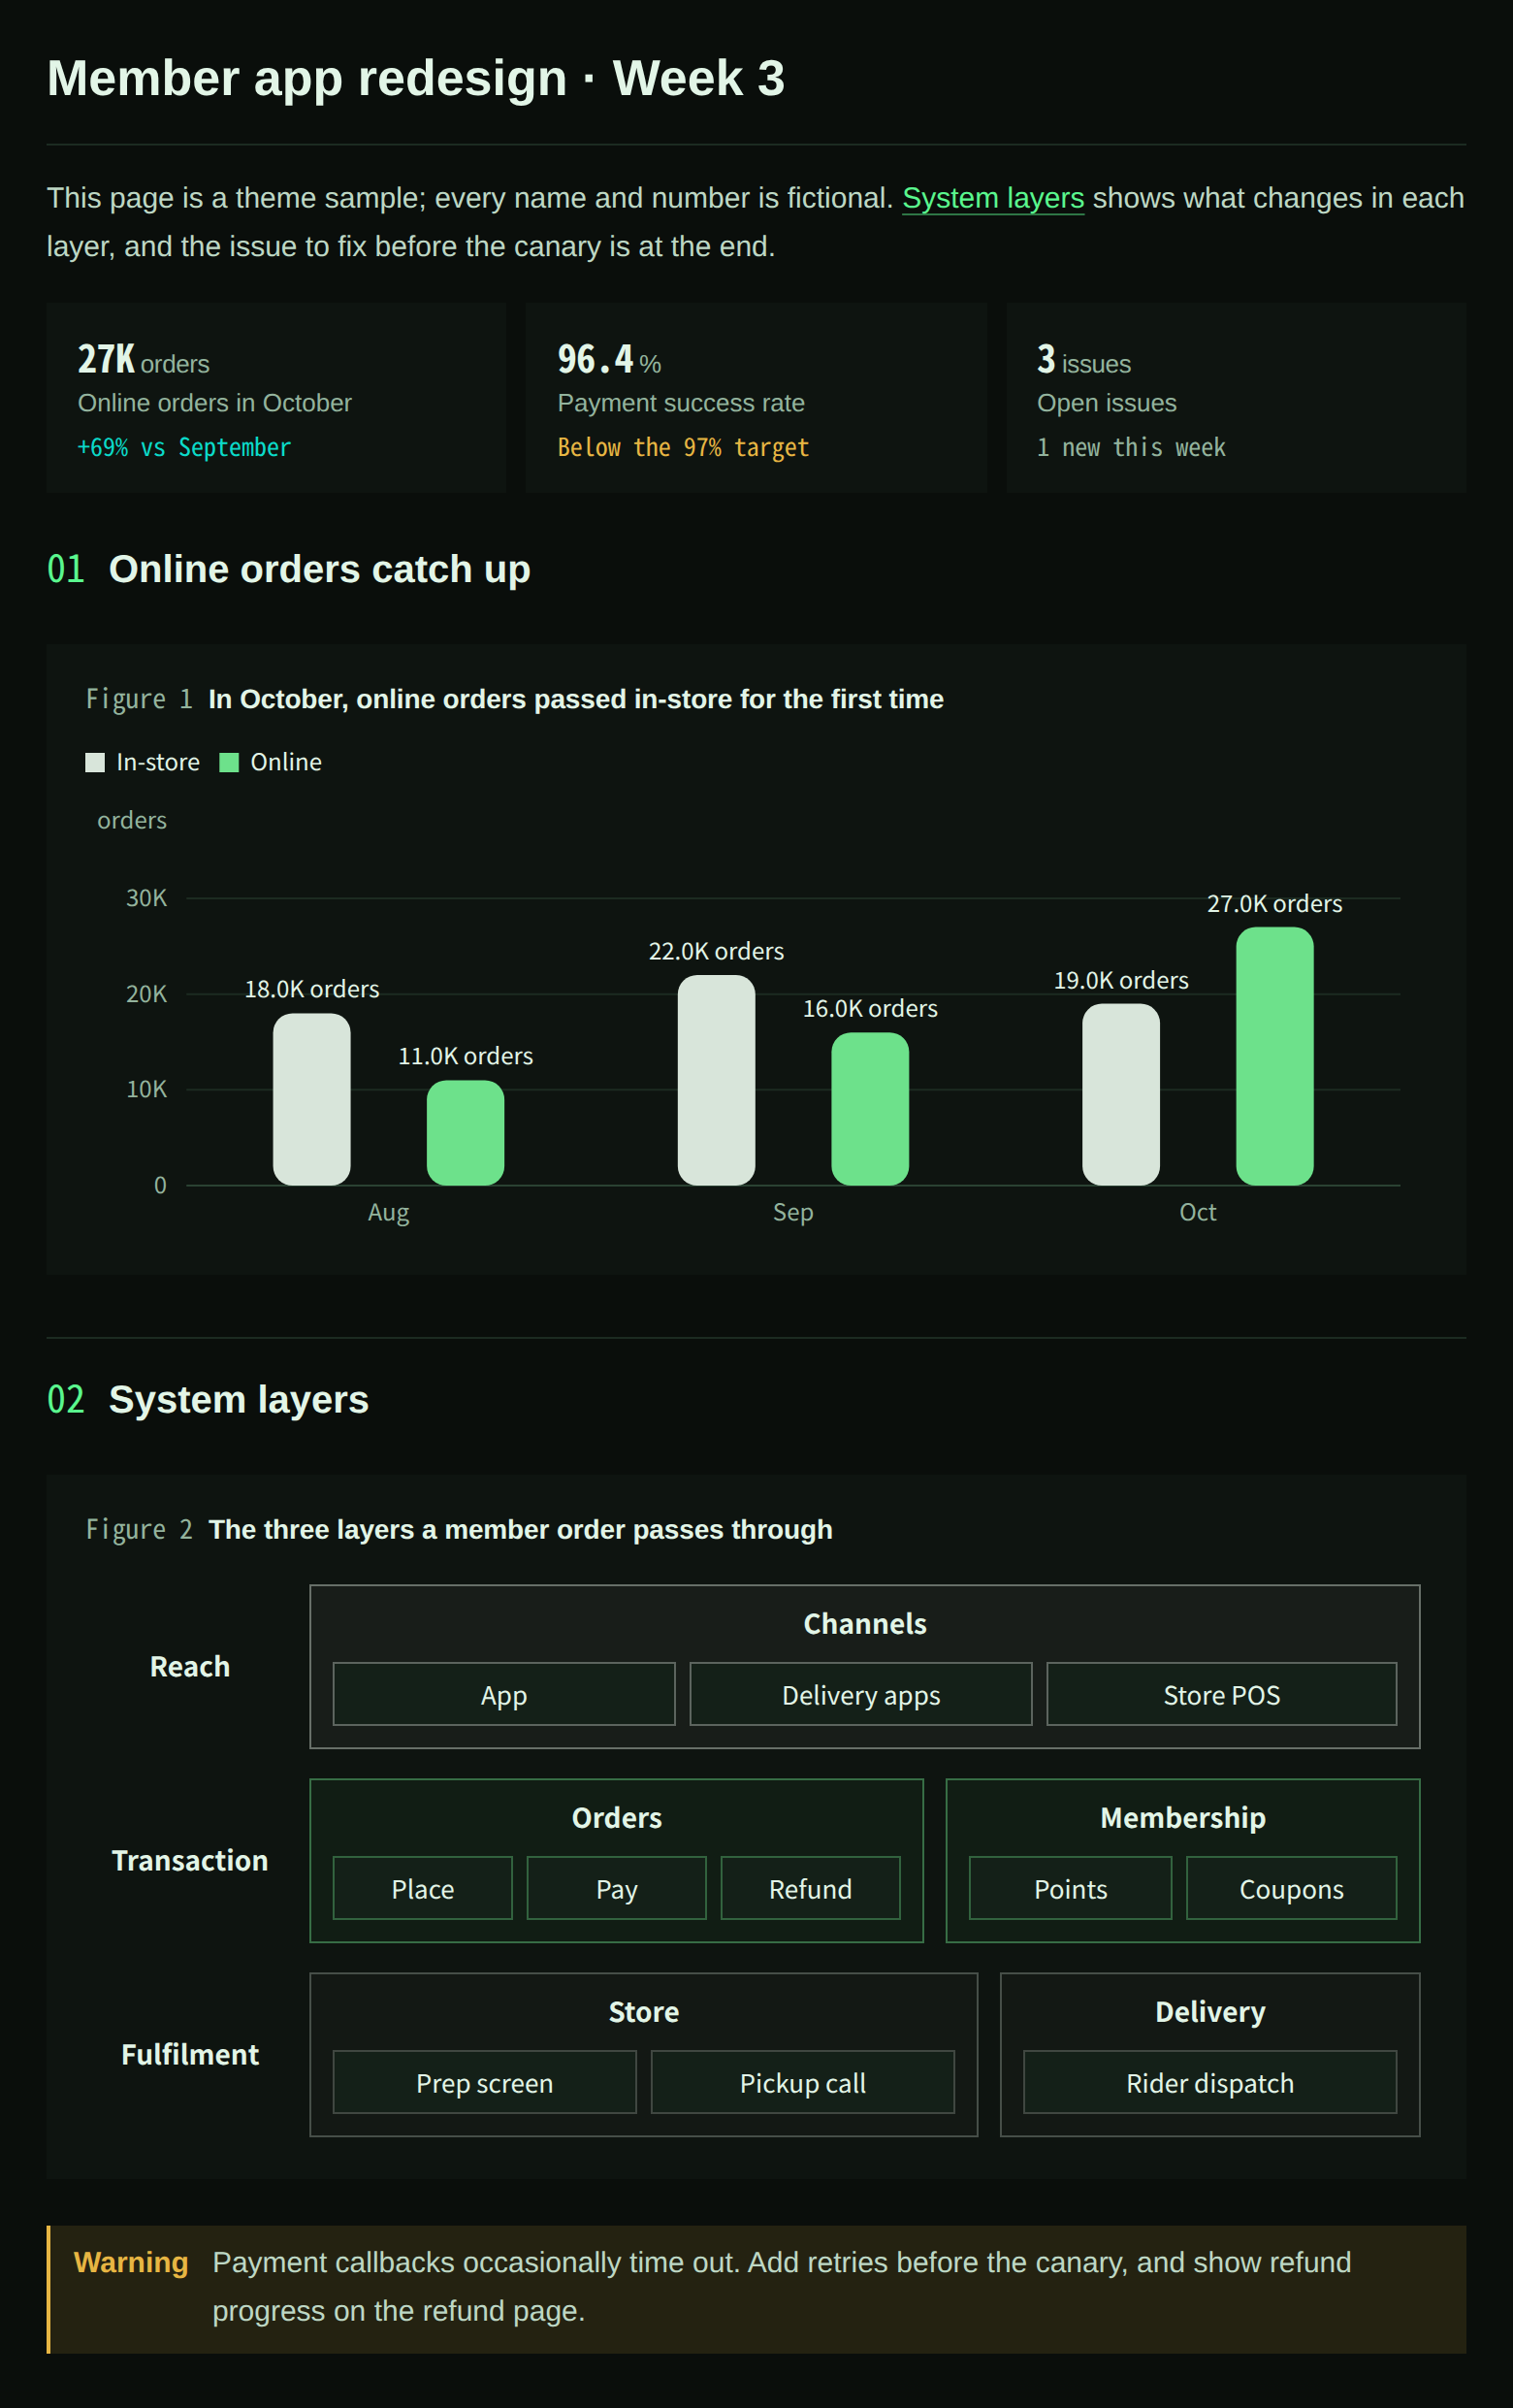 Member app redesign · Week 3
This page is a theme sample; every name and number is fictional. System layers shows what changes in each
layer, and the issue to fix before the canary is at the end.
27K orders
Online orders in October
+69% vs September
96.4 %
Payment success rate
Below the 97% target
3 issues
Open issues
1 new this week
01 Online orders catch up
Figure 1 In October, online orders passed in-store for the first time
In-store Online
orders
30K
20K
10K
0
18.0K orders
11.0K orders
22.0K orders
16.0K orders
19.0K orders
27.0K orders
Aug
Sep
Oct
02 System layers
Figure 2 The three layers a member order passes through
Reach
Channels
App
Delivery apps
Store POS
Transaction
Orders
Place
Pay
Refund
Membership
Points
Coupons
Fulfilment
Store
Prep screen
Pickup call
Delivery
Rider dispatch
Warning Payment callbacks occasionally time out. Add retries before the canary, and show refund
progress on the refund page.